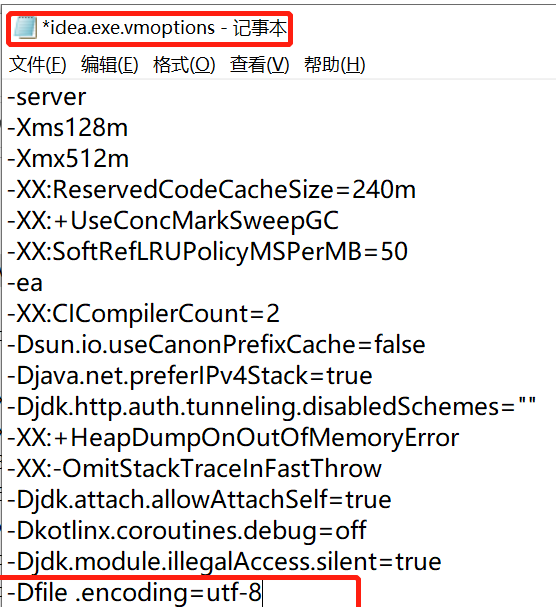 *idea.exe.vmoptions - 记事本
文件(F) 编辑(E) 格式(O) 查看(V) 帮助(H)
-server
-Xms128m
-Xmx512m
-XX:ReservedCodeCacheSize=240m
-XX:+UseConcMarkSweepGC
-XX:SoftRefLRUPolicyMSPerMB=50
-ea
-XX:CICompilerCount=2
-Dsun.io.useCanonPrefixCache=false
-Djava.net.preferIPv4Stack=true
-Djdk.http.auth.tunneling.disabledSchemes=""
-XX:+HeapDumpOnOutOfMemoryError
-XX:-OmitStackTraceInFastThrow
-Djdk.attach.allowAttachSelf=true
-Dkotlinx.coroutines.debug=off
-Djdk.module.illegalAccess.silent=true
-Dfile .encoding=utf-8